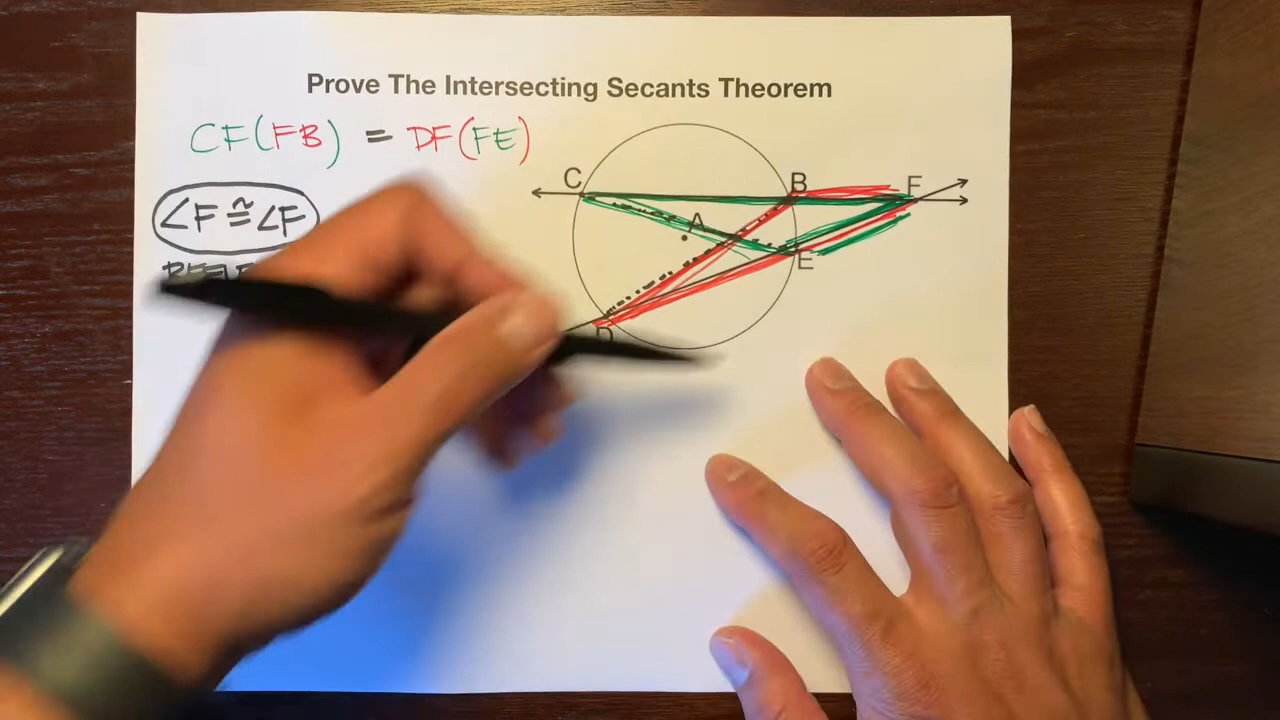 Prove The Intersecting Secants Theorem
CF(FB) = DF(FE)
C
B
F
∠F ≅ ∠F
A
E
D